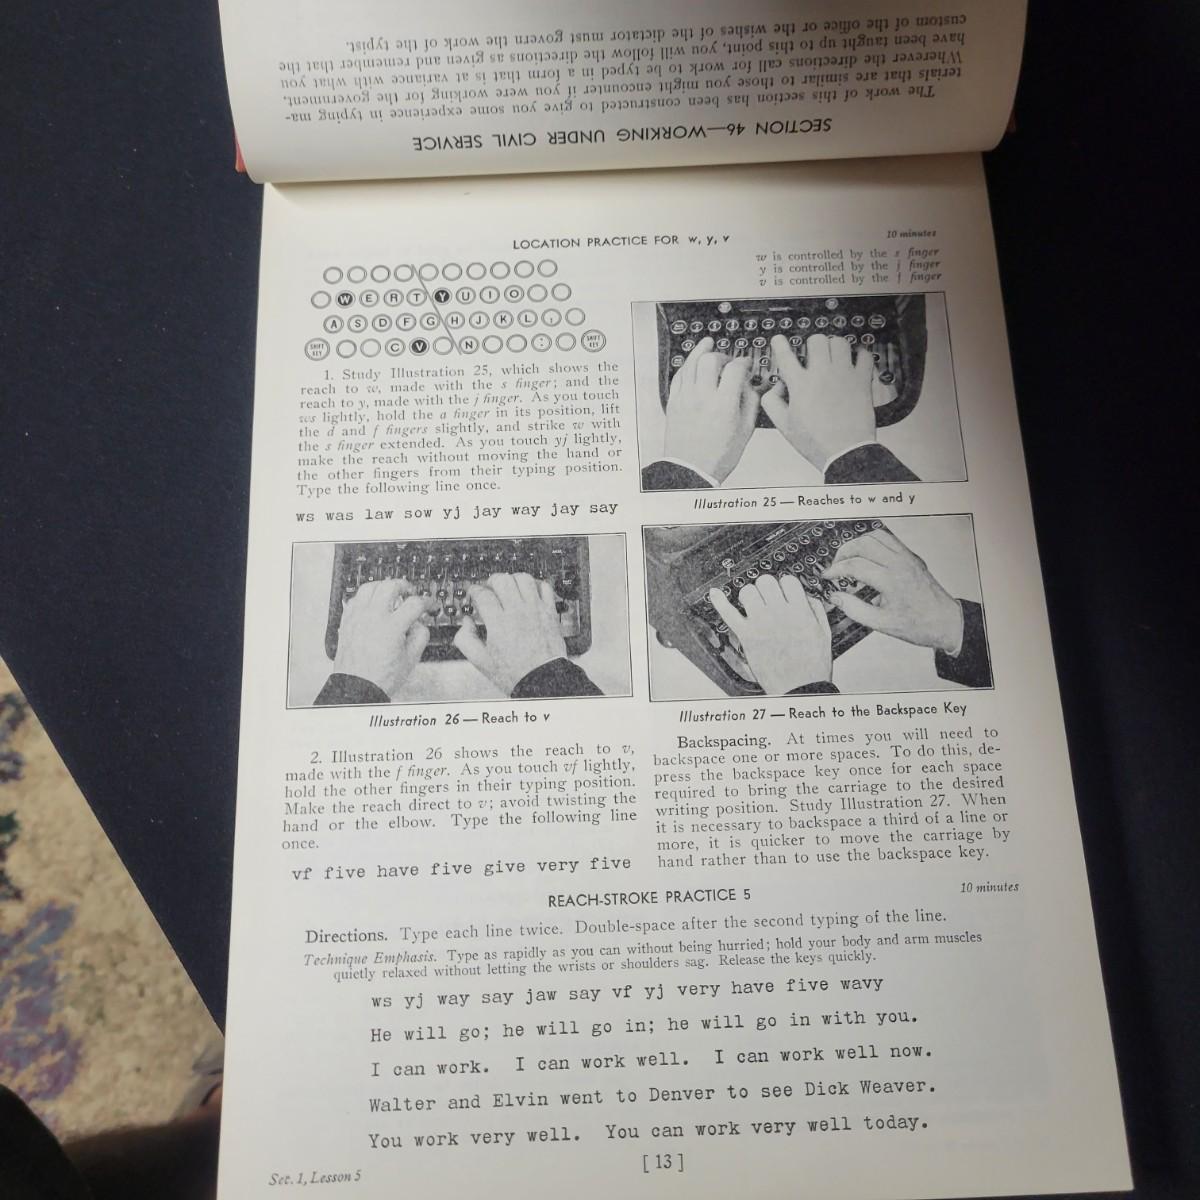 SECTION 46—WORKING UNDER CIVIL SERVICE
The work of this section has been constructed to give you some experience in typing ma-
terials that are similar to those you might encounter if you were working for the government.
Wherever the directions call for work to be typed in a form that is at variance with what you
have been taught up to this point, you will follow the directions as given and remember that the
custom of the office or the wishes of the dictator must govern the work of the typist.
LOCATION PRACTICE FOR w, y, v
10 minutes
W E R T Y U I O
A S D F G H J K L ,
SHIFT KEY C V N : SHIFT KEY
w is controlled by the s finger
y is controlled by the j finger
v is controlled by the f finger
1. Study Illustration 25, which shows the
reach to w, made with the s finger; and the
reach to y, made with the j finger. As you touch
ws lightly, hold the a finger in its position, lift
the d and f fingers slightly, and strike w with
the s finger extended. As you touch yj lightly,
make the reach without moving the hand or
the other fingers from their typing position.
Type the following line once.
ws was law sow yj jay way jay say
Illustration 25 — Reaches to w and y
Illustration 26 — Reach to v
Illustration 27 — Reach to the Backspace Key
2. Illustration 26 shows the reach to v,
made with the f finger. As you touch vf lightly,
hold the other fingers in their typing position.
Make the reach direct to v; avoid twisting the
hand or the elbow. Type the following line
once.
vf five have five give very five
Backspacing. At times you will need to
backspace one or more spaces. To do this, de-
press the backspace key once for each space
required to bring the carriage to the desired
writing position. Study Illustration 27. When
it is necessary to backspace a third of a line or
more, it is quicker to move the carriage by
hand rather than to use the backspace key.
REACH-STROKE PRACTICE 5
10 minutes
Directions. Type each line twice. Double-space after the second typing of the line.
Technique Emphasis. Type as rapidly as you can without being hurried; hold your body and arm muscles
quietly relaxed without letting the wrists or shoulders sag. Release the keys quickly.
ws yj way say jaw say vf yj very have five wavy
He will go; he will go in; he will go in with you.
I can work. I can work well. I can work well now.
Walter and Elvin went to Denver to see Dick Weaver.
You work very well. You can work very well today.
[ 13 ]
Sec. 1, Lesson 5